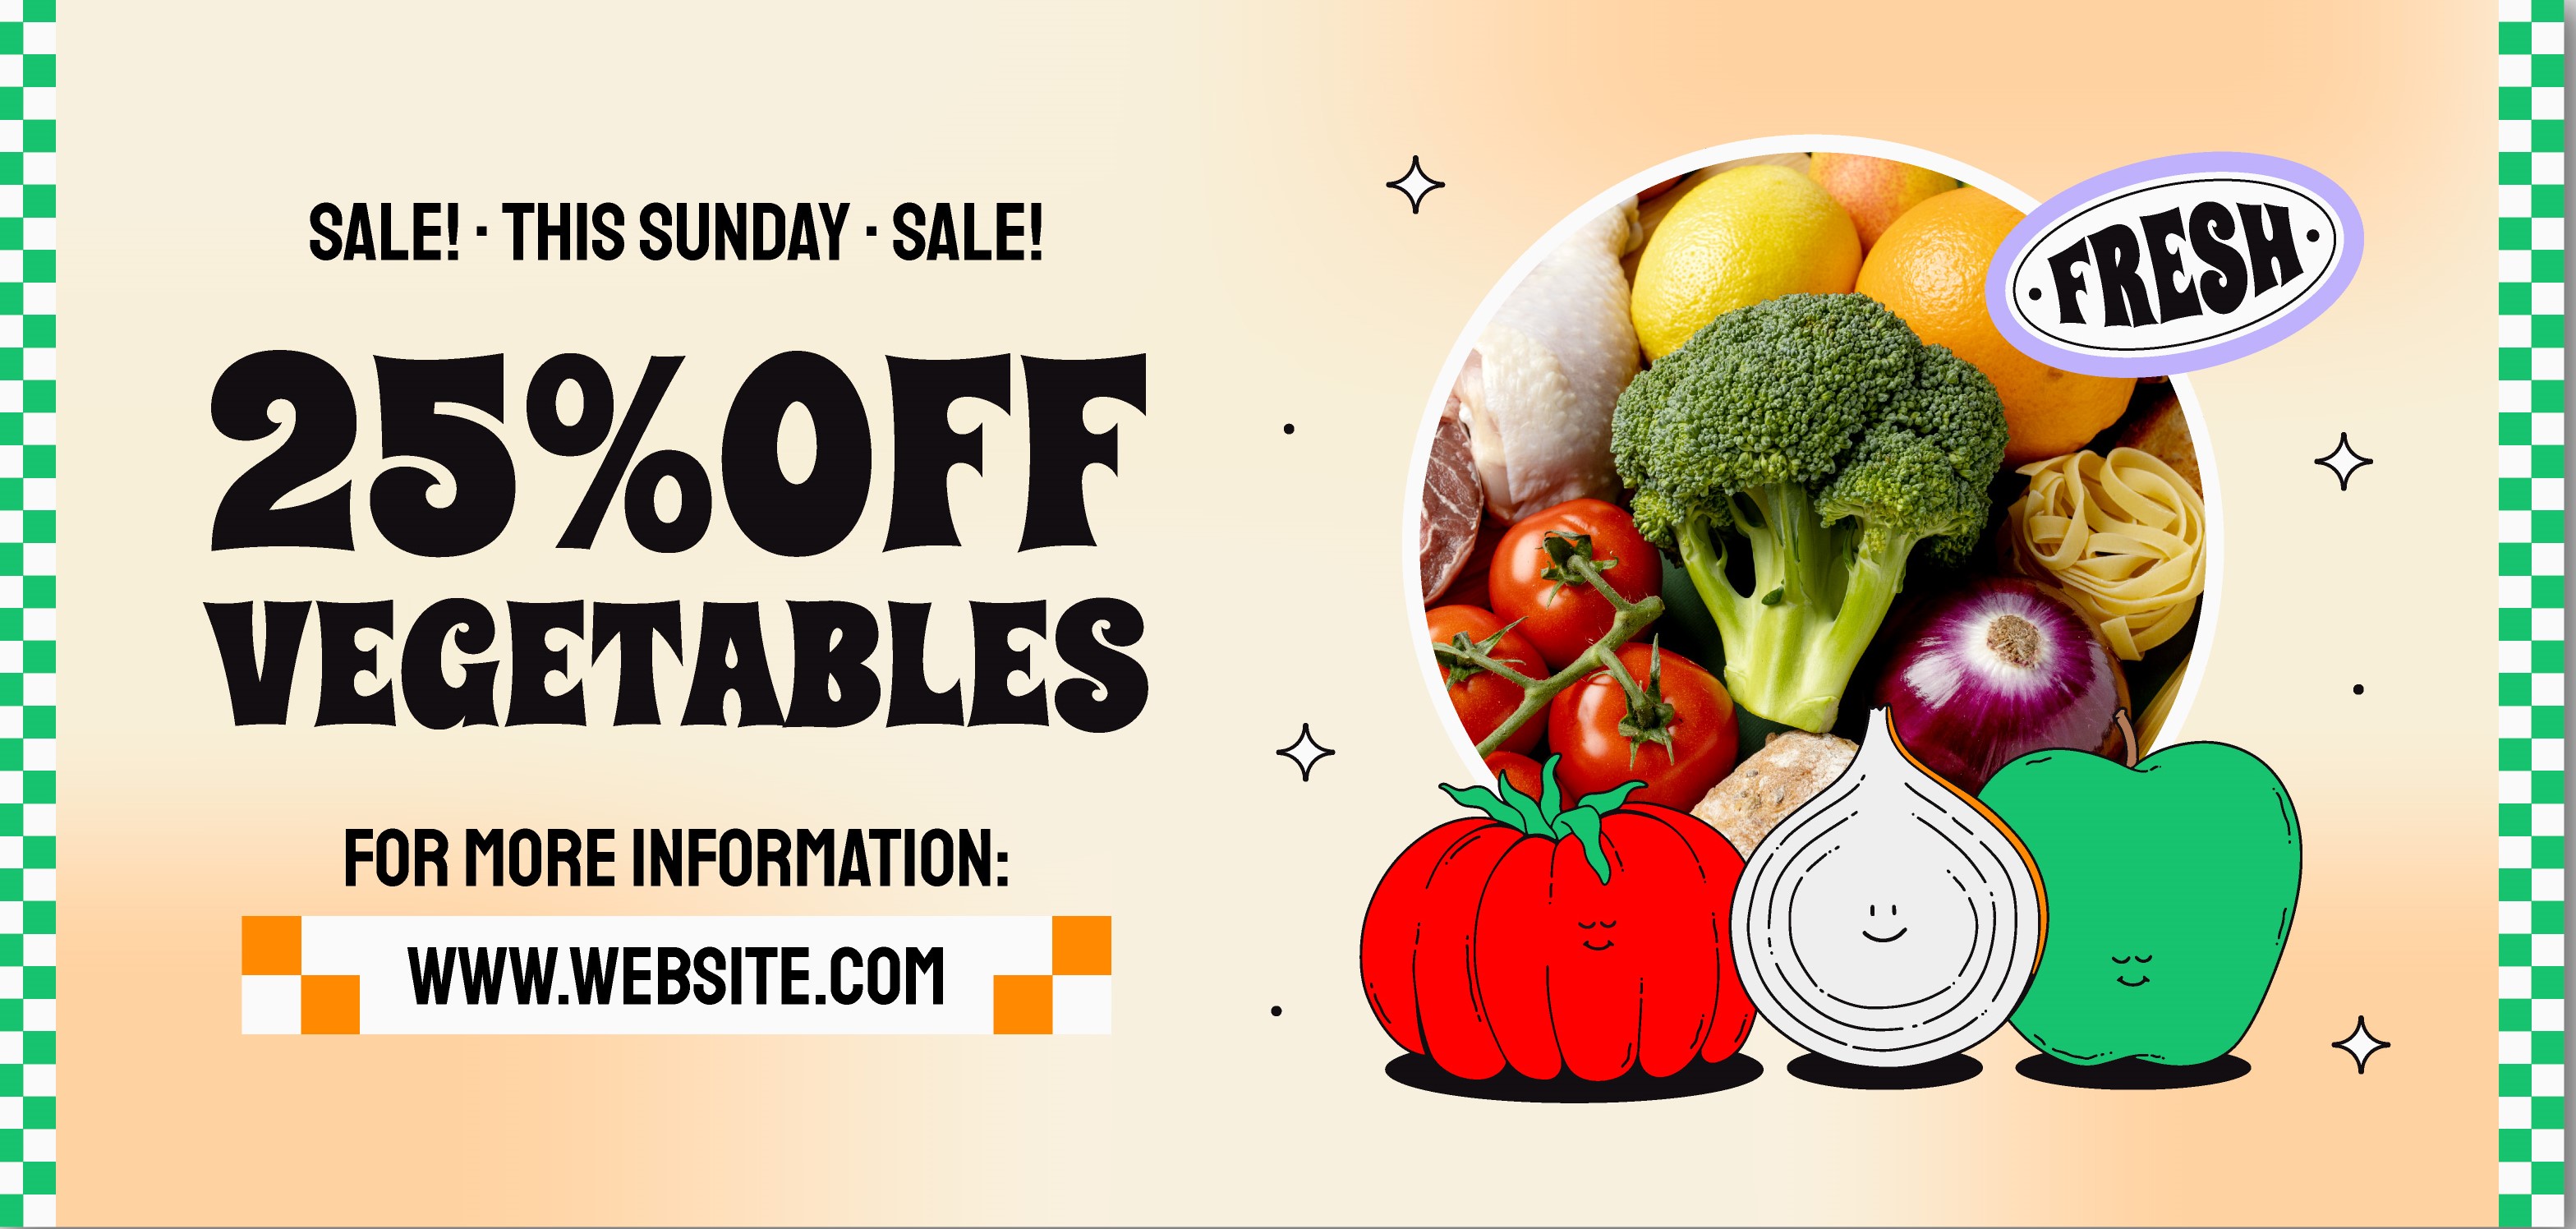 SALE! · THIS SUNDAY · SALE!
25%OFF
VEGETABLES
FOR MORE INFORMATION:
WWW.WEBSITE.COM
·FRESH·